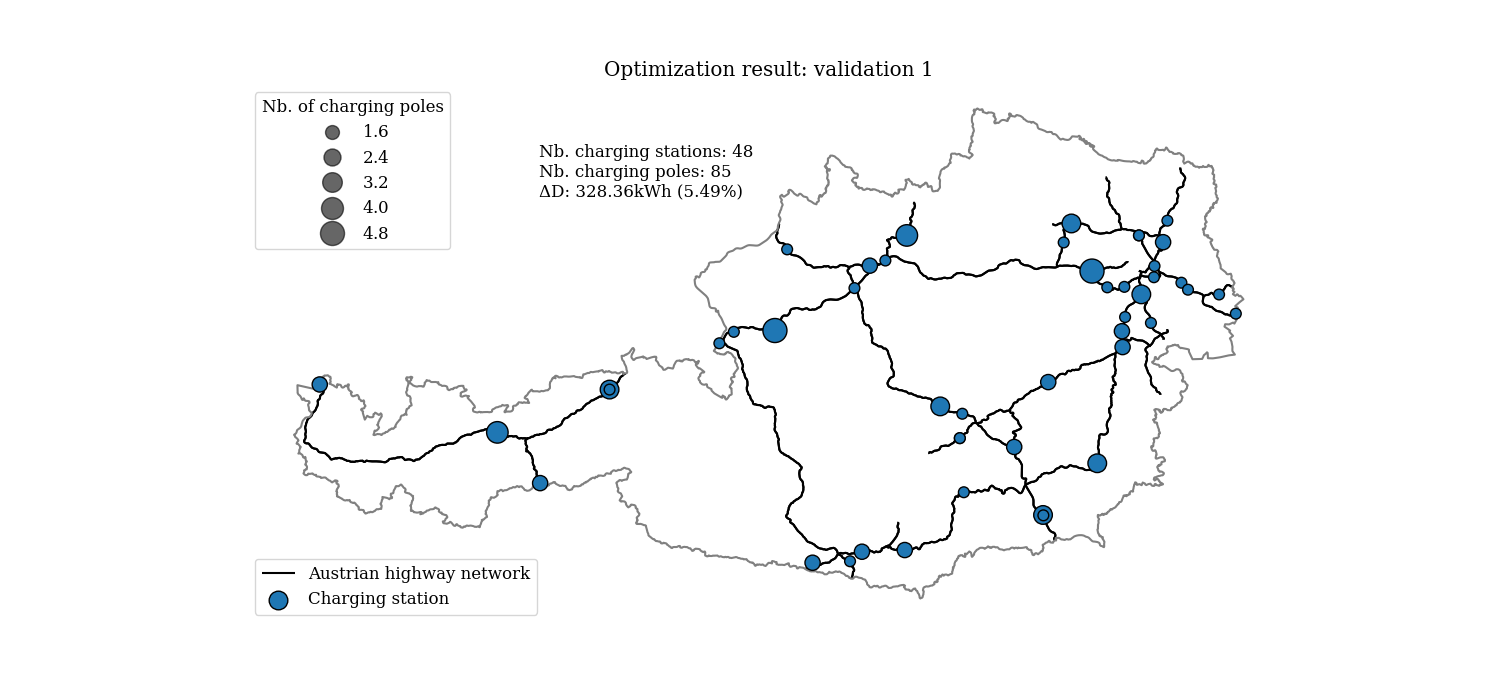 Optimization result: validation 1
Nb. of charging poles
1.6
2.4
3.2
4.0
4.8
Nb. charging stations: 48
Nb. charging poles: 85
ΔD: 328.36kWh (5.49%)
Austrian highway network
Charging station